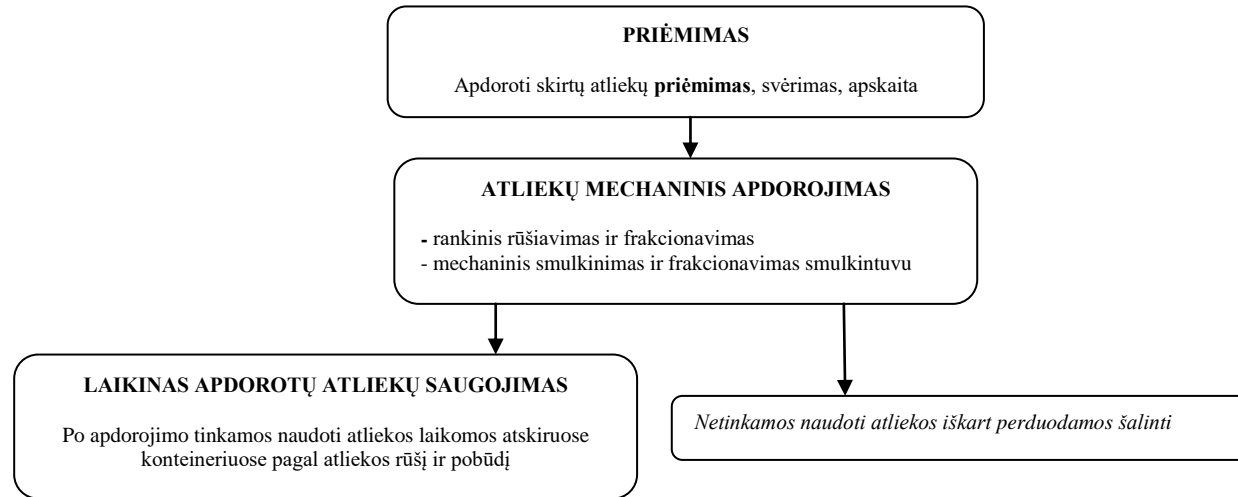 PRIĖMIMAS
Apdoroti skirtų atliekų priėmimas, svėrimas, apskaita
ATLIEKŲ MECHANINIS APDOROJIMAS
- rankinis rūšiavimas ir frakcionavimas
- mechaninis smulkinimas ir frakcionavimas smulkintuvu
LAIKINAS APDOROTŲ ATLIEKŲ SAUGOJIMAS
Po apdorojimo tinkamos naudoti atliekos laikomos atskiruose
konteineriuose pagal atliekos rūšį ir pobūdį
Netinkamos naudoti atliekos iškart perduodamos šalinti